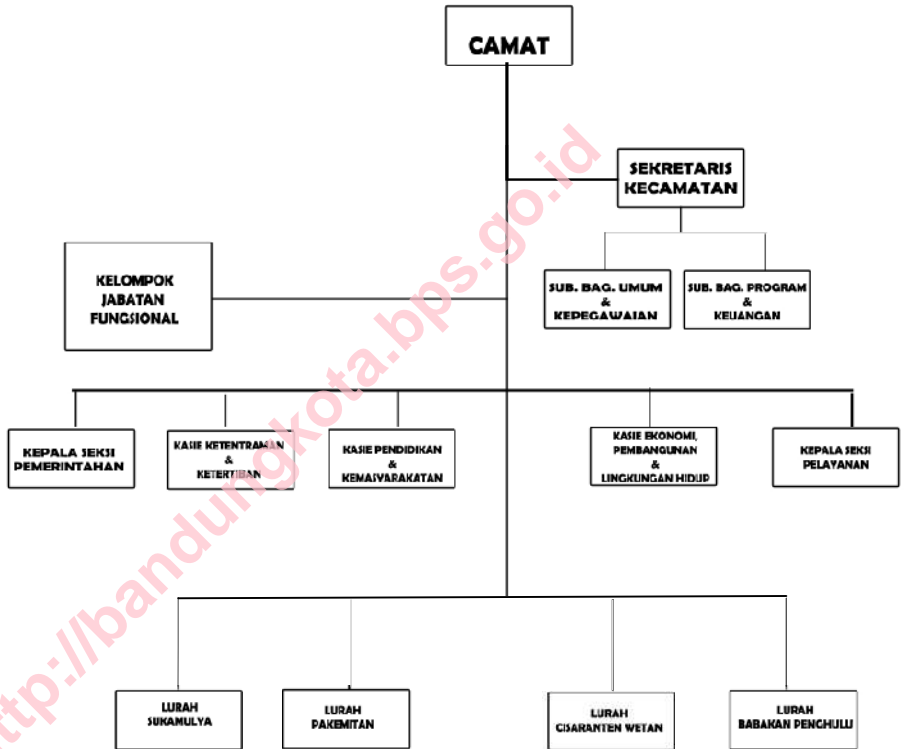 CAMAT
SEKRETARIS
KECAMATAN
KELOMPOK
JABATAN
FUNGSIONAL
SUB. BAG. UMUM
&
KEPEGAWAIAN
SUB. BAG. PROGRAM
&
KEUANGAN
KEPALA SEKSI
PEMERINTAHAN
KASIE KETENTRAMAN
&
KETERTIBAN
KASIE PENDIDIKAN
&
KEMASYARAKATAN
KASIE EKONOMI,
PEMBANGUNAN
&
LINGKUNGAN HIDUP
KEPALA SEKSI
PELAYANAN
LURAH
SUKAMULYA
LURAH
PAKEMITAN
LURAH
CISARANTEN WETAN
LURAH
BABAKAN PENGHULU
ttp://bandungkota.bps.go.id